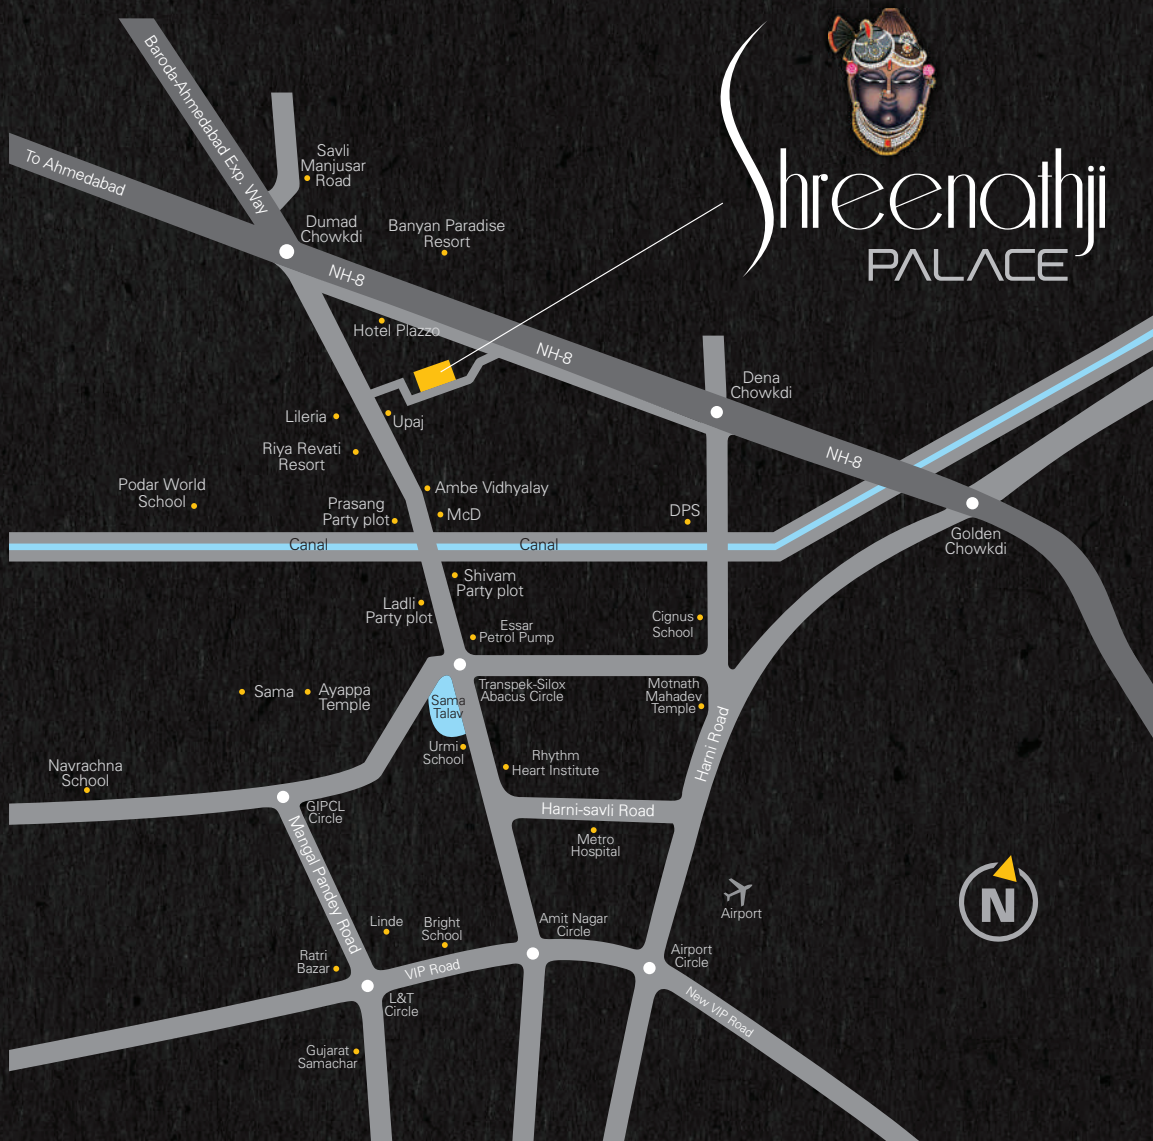 Baroda-Ahmedabad Exp. Way
To Ahmedabad
Savli
Manjusar
Road
Shreenathji
PALACE
Dumad
Chowkdi
Banyan Paradise
Resort
NH-8
Hotel Plazzo
NH-8
Dena
Chowkdi
Lileria
Upaj
Riya Revati
Resort
NH-8
Podar World
School
Ambe Vidhyalay
Prasang
Party plot
McD
DPS
Golden
Chowkdi
Canal
Canal
Shivam
Party plot
Ladli
Party plot
Essar
Petrol Pump
Cignus
School
Sama
Ayappa
Temple
Sama
Talav
Transpek-Silox
Abacus Circle
Motnath
Mahadev
Temple
Urmi
School
Harni Road
Rhythm
Heart Institute
Navrachna
School
GIPCL
Circle
Harni-savli Road
Metro
Hospital
Mangal Pandey Road
N
Airport
Linde
Bright
School
Amit Nagar
Circle
Ratri
Bazar
VIP Road
Airport
Circle
L&T
Circle
New VIP Road
Gujarat
Samachar